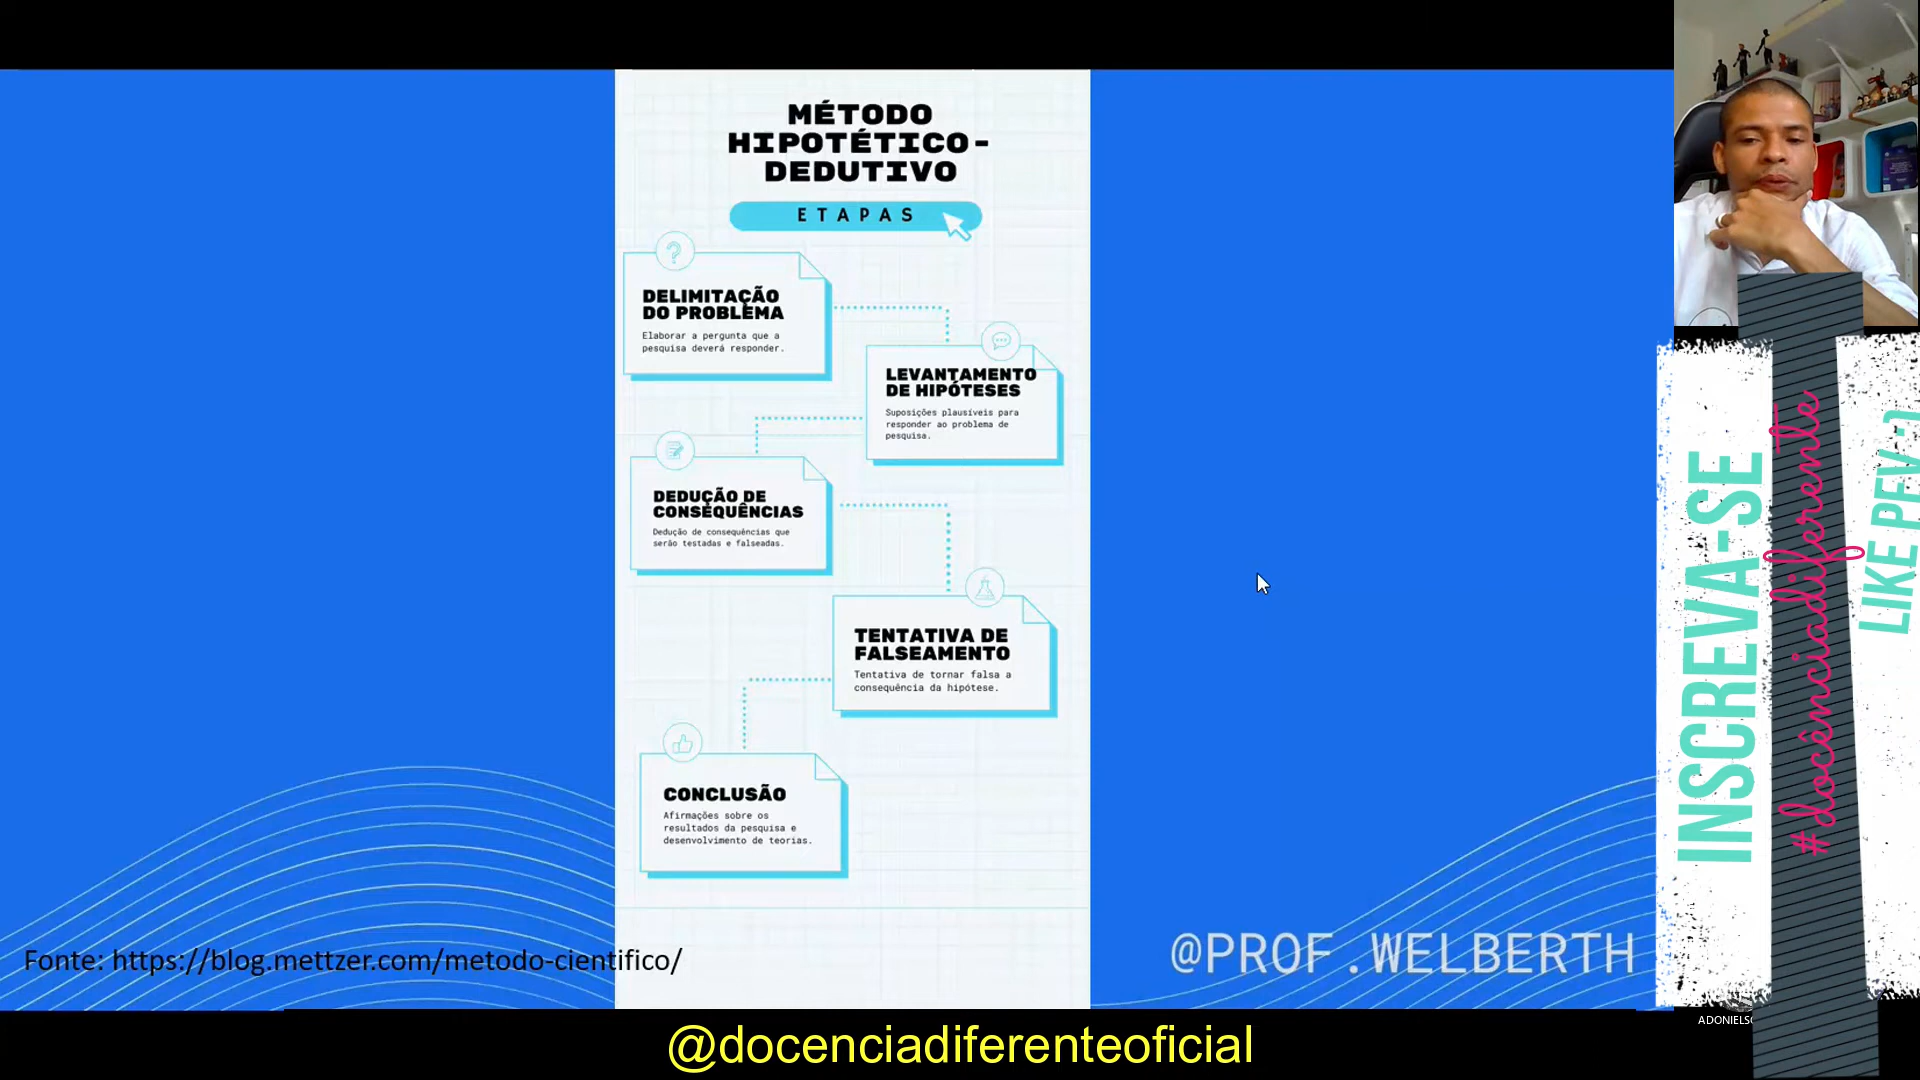 MÉTODO
HIPOTÉTICO-
DEDUTIVO
ETAPAS
DELIMITAÇÃO
DO PROBLEMA
Elaborar a pergunta que a
pesquisa deverá responder.
LEVANTAMENTO
DE HIPÓTESES
Suposições plausíveis para
responder ao problema de
pesquisa.
DEDUÇÃO DE
CONSEQUÊNCIAS
Dedução de consequências que
serão testadas e falseadas.
TENTATIVA DE
FALSEAMENTO
Tentativa de tornar falsa a
consequência da hipótese.
CONCLUSÃO
Afirmações sobre os
resultados da pesquisa e
desenvolvimento de teorias.
Fonte: https://blog.mettzer.com/metodo-cientifico/
@PROF.WELBERTH
INSCREVA-SE
#docênciadiferente
LIKE
@docenciadiferenteoficial